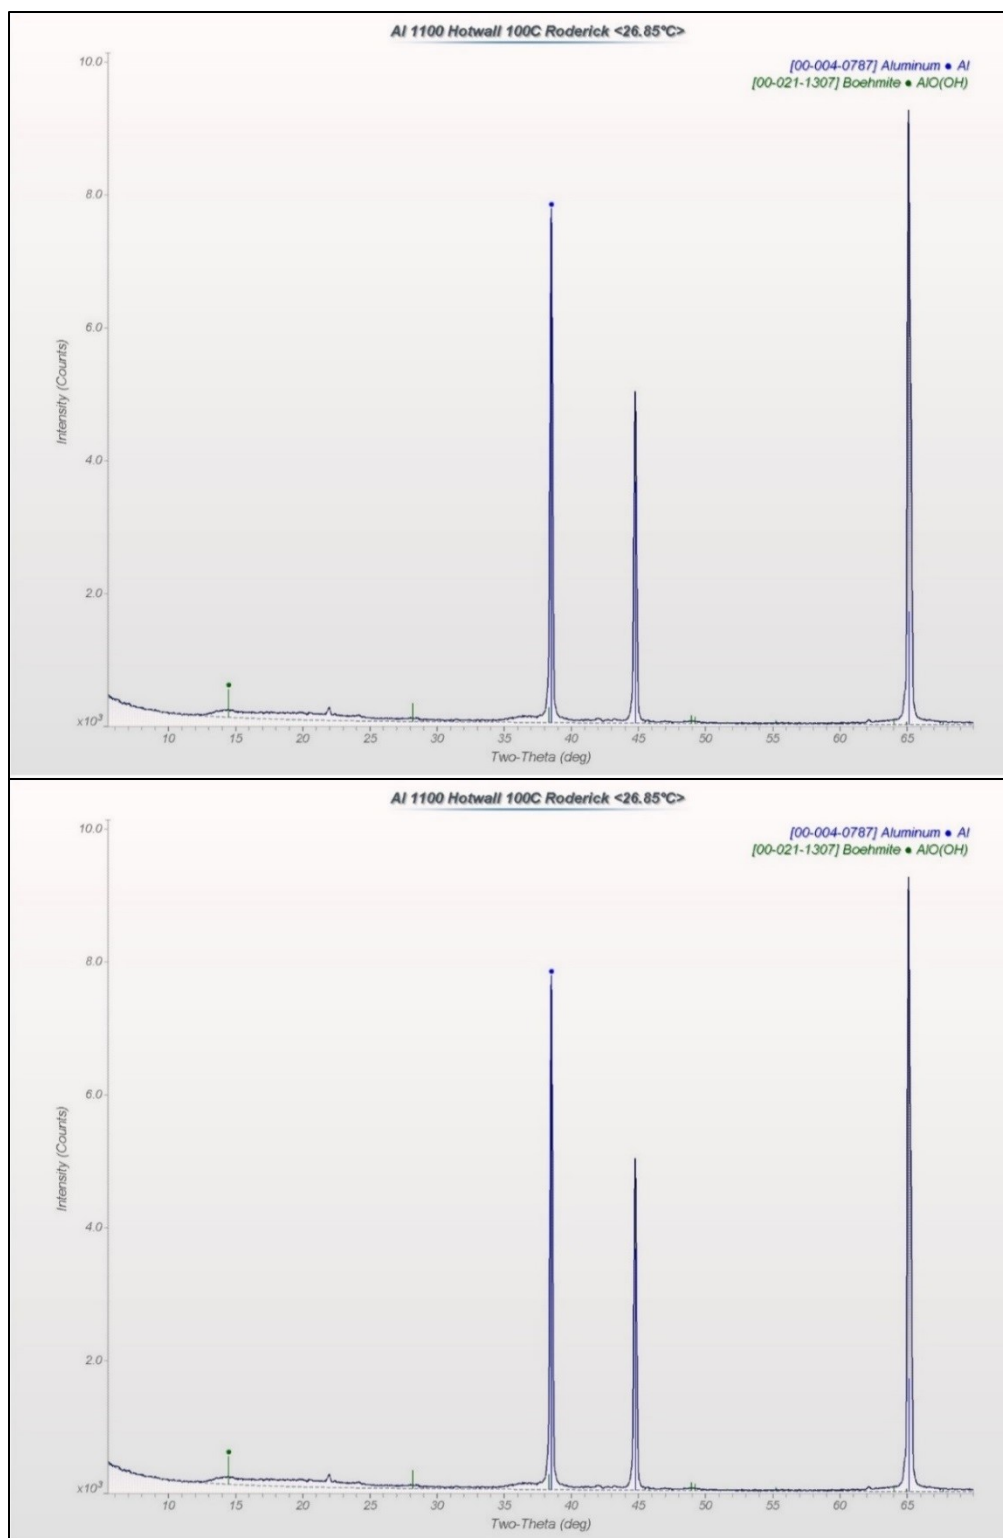 Al 1100 Hotwall 100C Roderick <26.85°C>
[00-004-0787] Aluminum ● Al
[00-021-1307] Boehmite ● AlO(OH)
10.0
8.0
6.0
4.0
2.0
x10³
Intensity (Counts)
10 15 20 25 30 35 40 45 50 55 60 65
Two-Theta (deg)
Al 1100 Hotwall 100C Roderick <26.85°C>
[00-004-0787] Aluminum ● Al
[00-021-1307] Boehmite ● AlO(OH)
10.0
8.0
6.0
4.0
2.0
x10³
Intensity (Counts)
10 15 20 25 30 35 40 45 50 55 60 65
Two-Theta (deg)